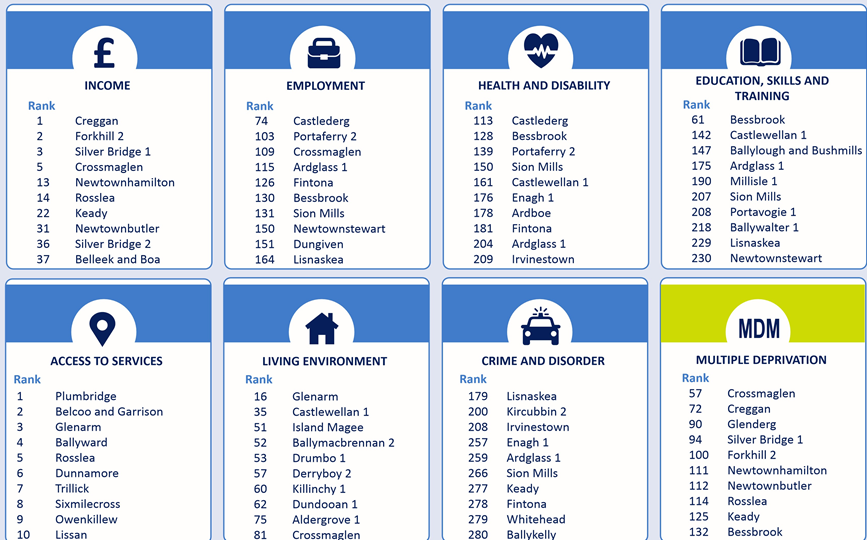 £
INCOME
Rank
1 Creggan
2 Forkhill 2
3 Silver Bridge 1
5 Crossmaglen
13 Newtownhamilton
14 Rosslea
22 Keady
31 Newtownbutler
36 Silver Bridge 2
37 Belleek and Boa
EMPLOYMENT
Rank
74 Castlederg
103 Portaferry 2
109 Crossmaglen
115 Ardglass 1
126 Fintona
130 Bessbrook
131 Sion Mills
150 Newtownstewart
151 Dungiven
164 Lisnaskea
HEALTH AND DISABILITY
Rank
113 Castlederg
128 Bessbrook
139 Portaferry 2
150 Sion Mills
161 Castlewellan 1
176 Enagh 1
178 Ardboe
181 Fintona
204 Ardglass 1
209 Irvinestown
EDUCATION, SKILLS AND
TRAINING
Rank
61 Bessbrook
142 Castlewellan 1
147 Ballylough and Bushmills
175 Ardglass 1
190 Millisle 1
207 Sion Mills
208 Portavogie 1
218 Ballywalter 1
229 Lisnaskea
230 Newtownstewart
ACCESS TO SERVICES
Rank
1 Plumbridge
2 Belcoo and Garrison
3 Glenarm
4 Ballyward
5 Rosslea
6 Dunnamore
7 Trillick
8 Sixmilecross
9 Owenkillew
10 Lissan
LIVING ENVIRONMENT
Rank
16 Glenarm
35 Castlewellan 1
51 Island Magee
52 Ballymacbrennan 2
53 Drumbo 1
57 Derryboy 2
60 Killinchy 1
62 Dundooan 1
75 Aldergrove 1
81 Crossmaglen
CRIME AND DISORDER
Rank
179 Lisnaskea
200 Kircubbin 2
208 Irvinestown
257 Enagh 1
259 Ardglass 1
266 Sion Mills
277 Keady
278 Fintona
279 Whitehead
280 Ballykelly
MDM
MULTIPLE DEPRIVATION
Rank
57 Crossmaglen
72 Creggan
90 Glenderg
94 Silver Bridge 1
100 Forkhill 2
111 Newtownhamilton
112 Newtownbutler
114 Rosslea
125 Keady
132 Bessbrook